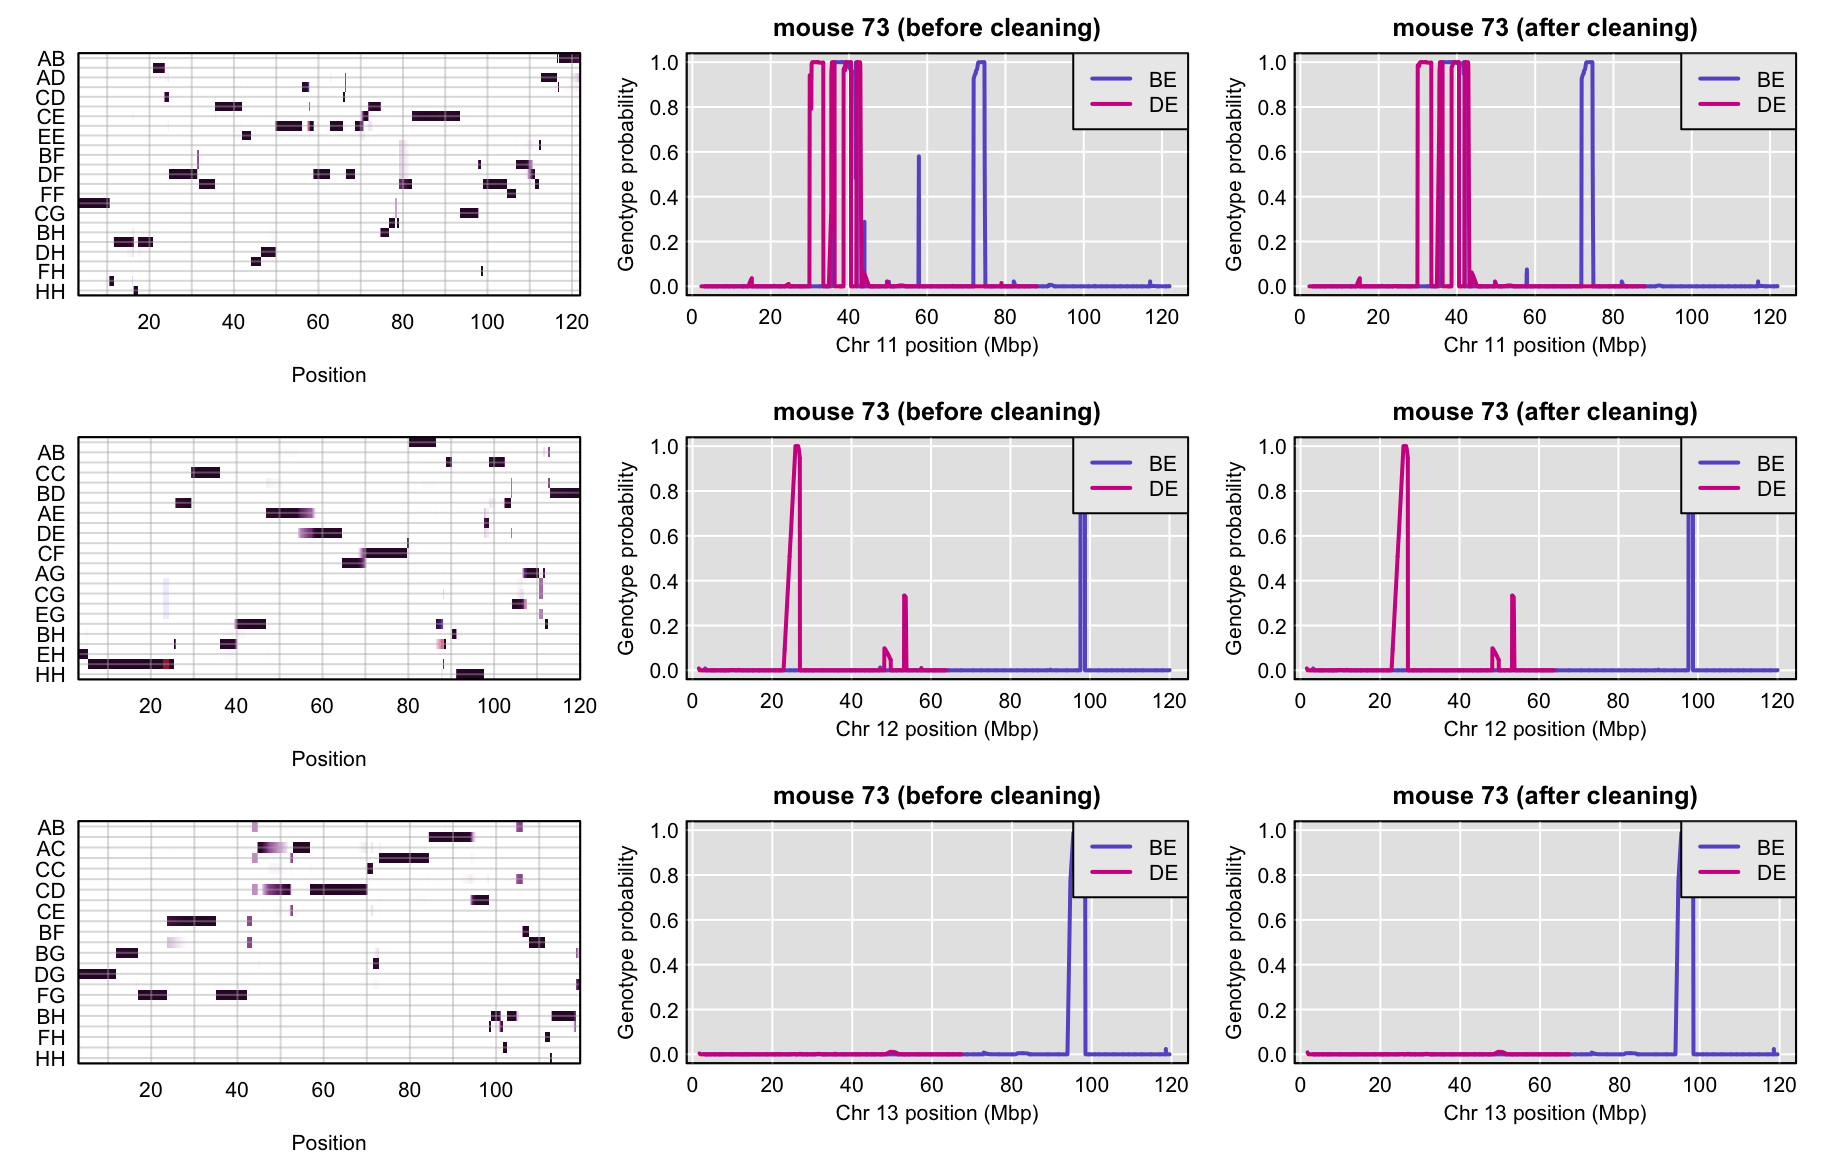 AB
AD
CD
CE
EE
BF
DF
FF
CG
BH
DH
FH
HH
20 40 60 80 100 120
Position
mouse 73 (before cleaning)
Genotype probability
1.0
0.8
0.6
0.4
0.2
0.0
BE
DE
0 20 40 60 80 100 120
Chr 11 position (Mbp)
mouse 73 (after cleaning)
Genotype probability
1.0
0.8
0.6
0.4
0.2
0.0
BE
DE
0 20 40 60 80 100 120
Chr 11 position (Mbp)
AB
CC
BD
AE
DE
CF
AG
CG
EG
BH
EH
HH
20 40 60 80 100 120
Position
mouse 73 (before cleaning)
Genotype probability
1.0
0.8
0.6
0.4
0.2
0.0
BE
DE
0 20 40 60 80 100 120
Chr 12 position (Mbp)
mouse 73 (after cleaning)
Genotype probability
1.0
0.8
0.6
0.4
0.2
0.0
BE
DE
0 20 40 60 80 100 120
Chr 12 position (Mbp)
AB
AC
CC
CD
CE
BF
BG
DG
FG
BH
FH
HH
20 40 60 80 100
Position
mouse 73 (before cleaning)
Genotype probability
1.0
0.8
0.6
0.4
0.2
0.0
BE
DE
0 20 40 60 80 100 120
Chr 13 position (Mbp)
mouse 73 (after cleaning)
Genotype probability
1.0
0.8
0.6
0.4
0.2
0.0
BE
DE
0 20 40 60 80 100 120
Chr 13 position (Mbp)